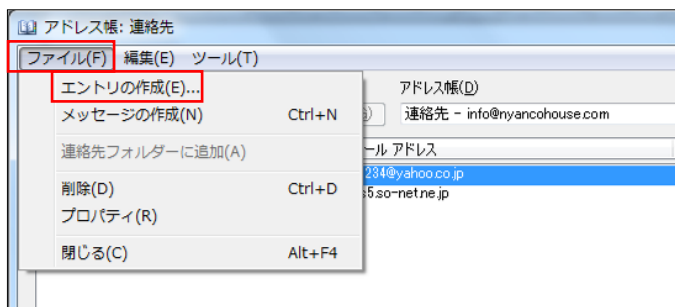 アドレス帳: 連絡先
ファイル(F) 編集(E) ツール(T)
エントリの作成(E)...
アドレス帳(D)
メッセージの作成(N) Ctrl+N
連絡先 - info@nyancohouse.com
連絡先フォルダーに追加(A)
ール アドレス
234@yahoo.co.jp
削除(D) Ctrl+D
s5.so-net.ne.jp
プロパティ(R)
閉じる(C) Alt+F4